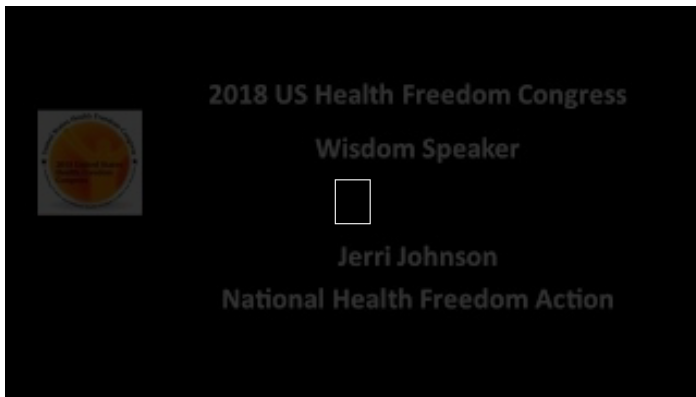 2018 US Health Freedom Congress
Wisdom Speaker
Jerri Johnson
National Health Freedom Action